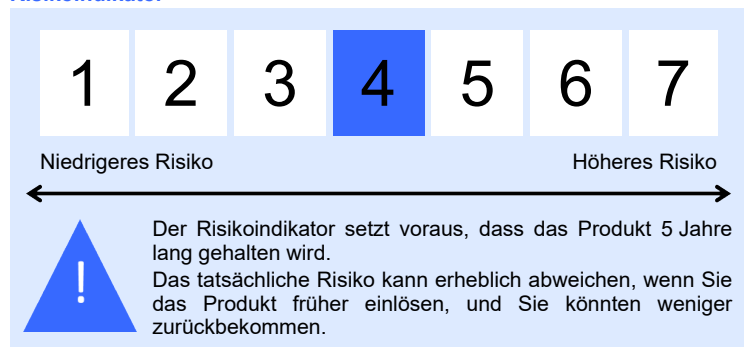 Risikoindikator
1 2 3 4 5 6 7
Niedrigeres Risiko Höheres Risiko
Der Risikoindikator setzt voraus, dass das Produkt 5 Jahre
lang gehalten wird.
!
Das tatsächliche Risiko kann erheblich abweichen, wenn Sie
das Produkt früher einlösen, und Sie könnten weniger
zurückbekommen.